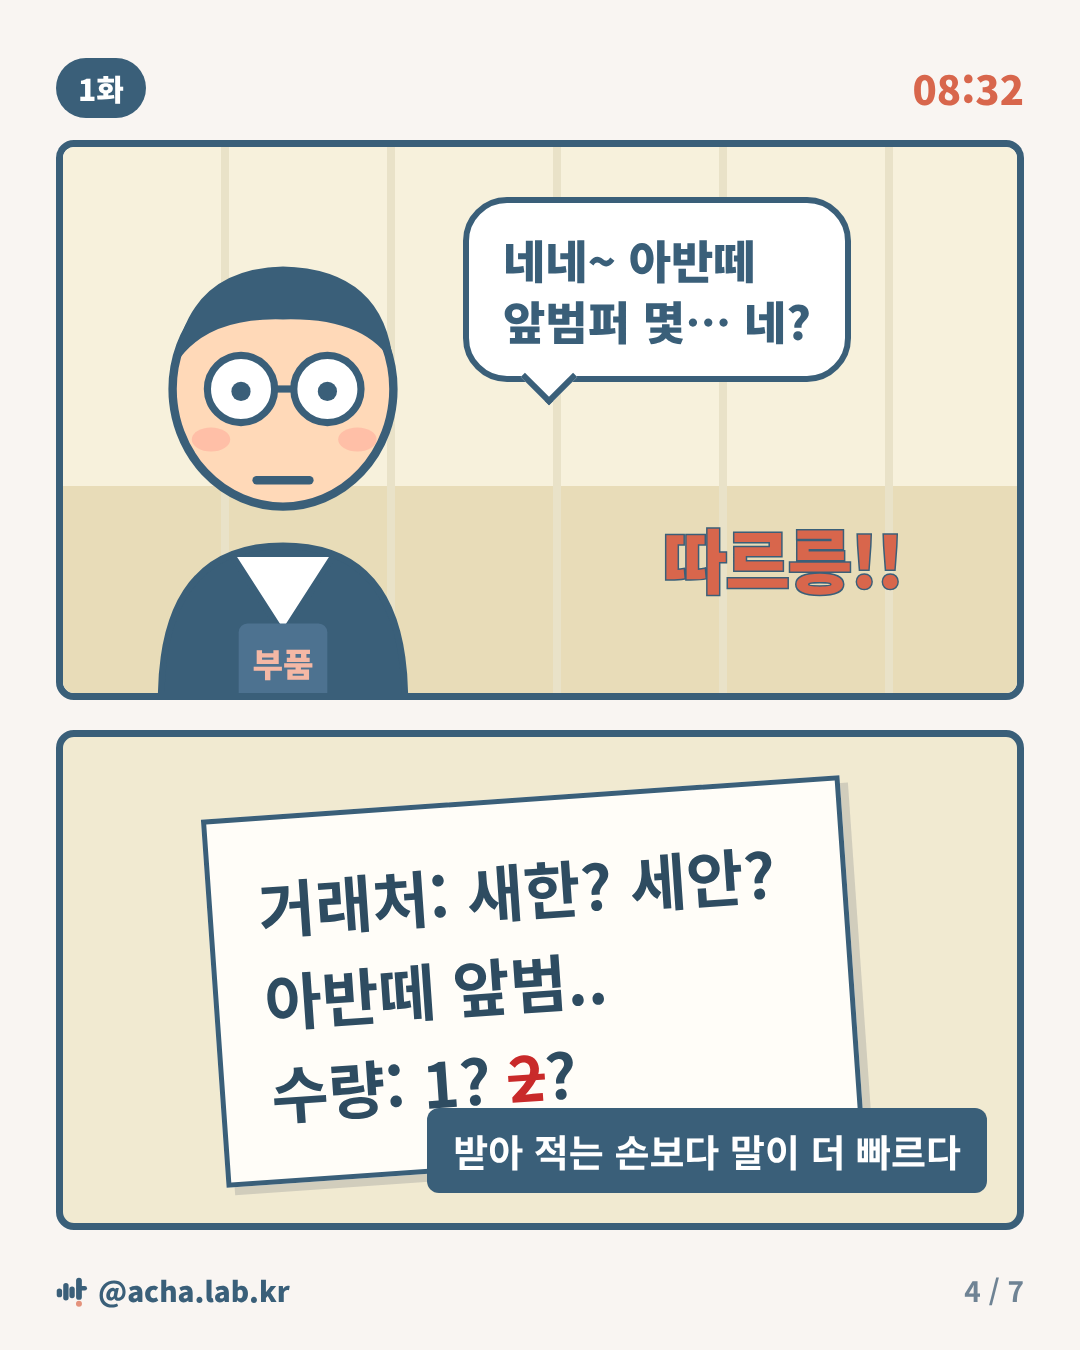 1화
08:32
네네~ 아반떼
앞범퍼 몇… 네?
따르릉!!
부품
거래처: 새한? 세안?
아반떼 앞범..
수량: 1? 2?
받아 적는 손보다 말이 더 빠르다
@acha.lab.kr
4 / 7